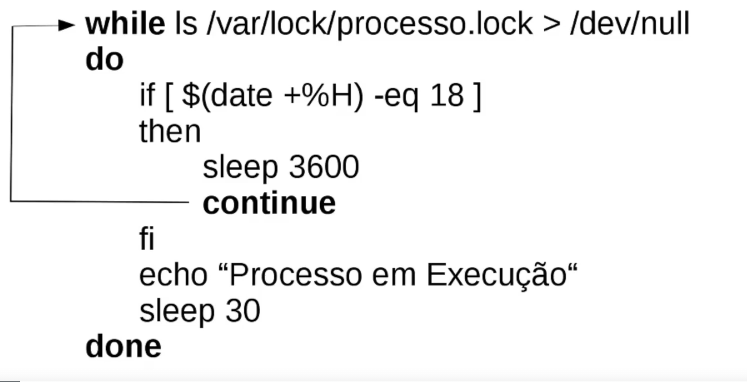 while ls /var/lock/processo.lock > /dev/null
do
if [ $(date +%H) -eq 18 ]
then
sleep 3600
continue
fi
echo “Processo em Execução“
sleep 30
done